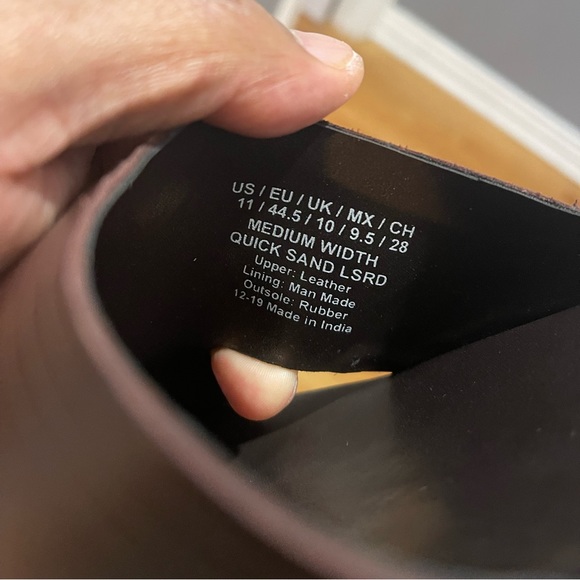 US / EU / UK / MX / CH
11 / 44.5 / 10 / 9.5 / 28
MEDIUM WIDTH
QUICK SAND LSRD
Upper: Leather
Lining: Man Made
Outsole: Rubber
12-19 Made in India